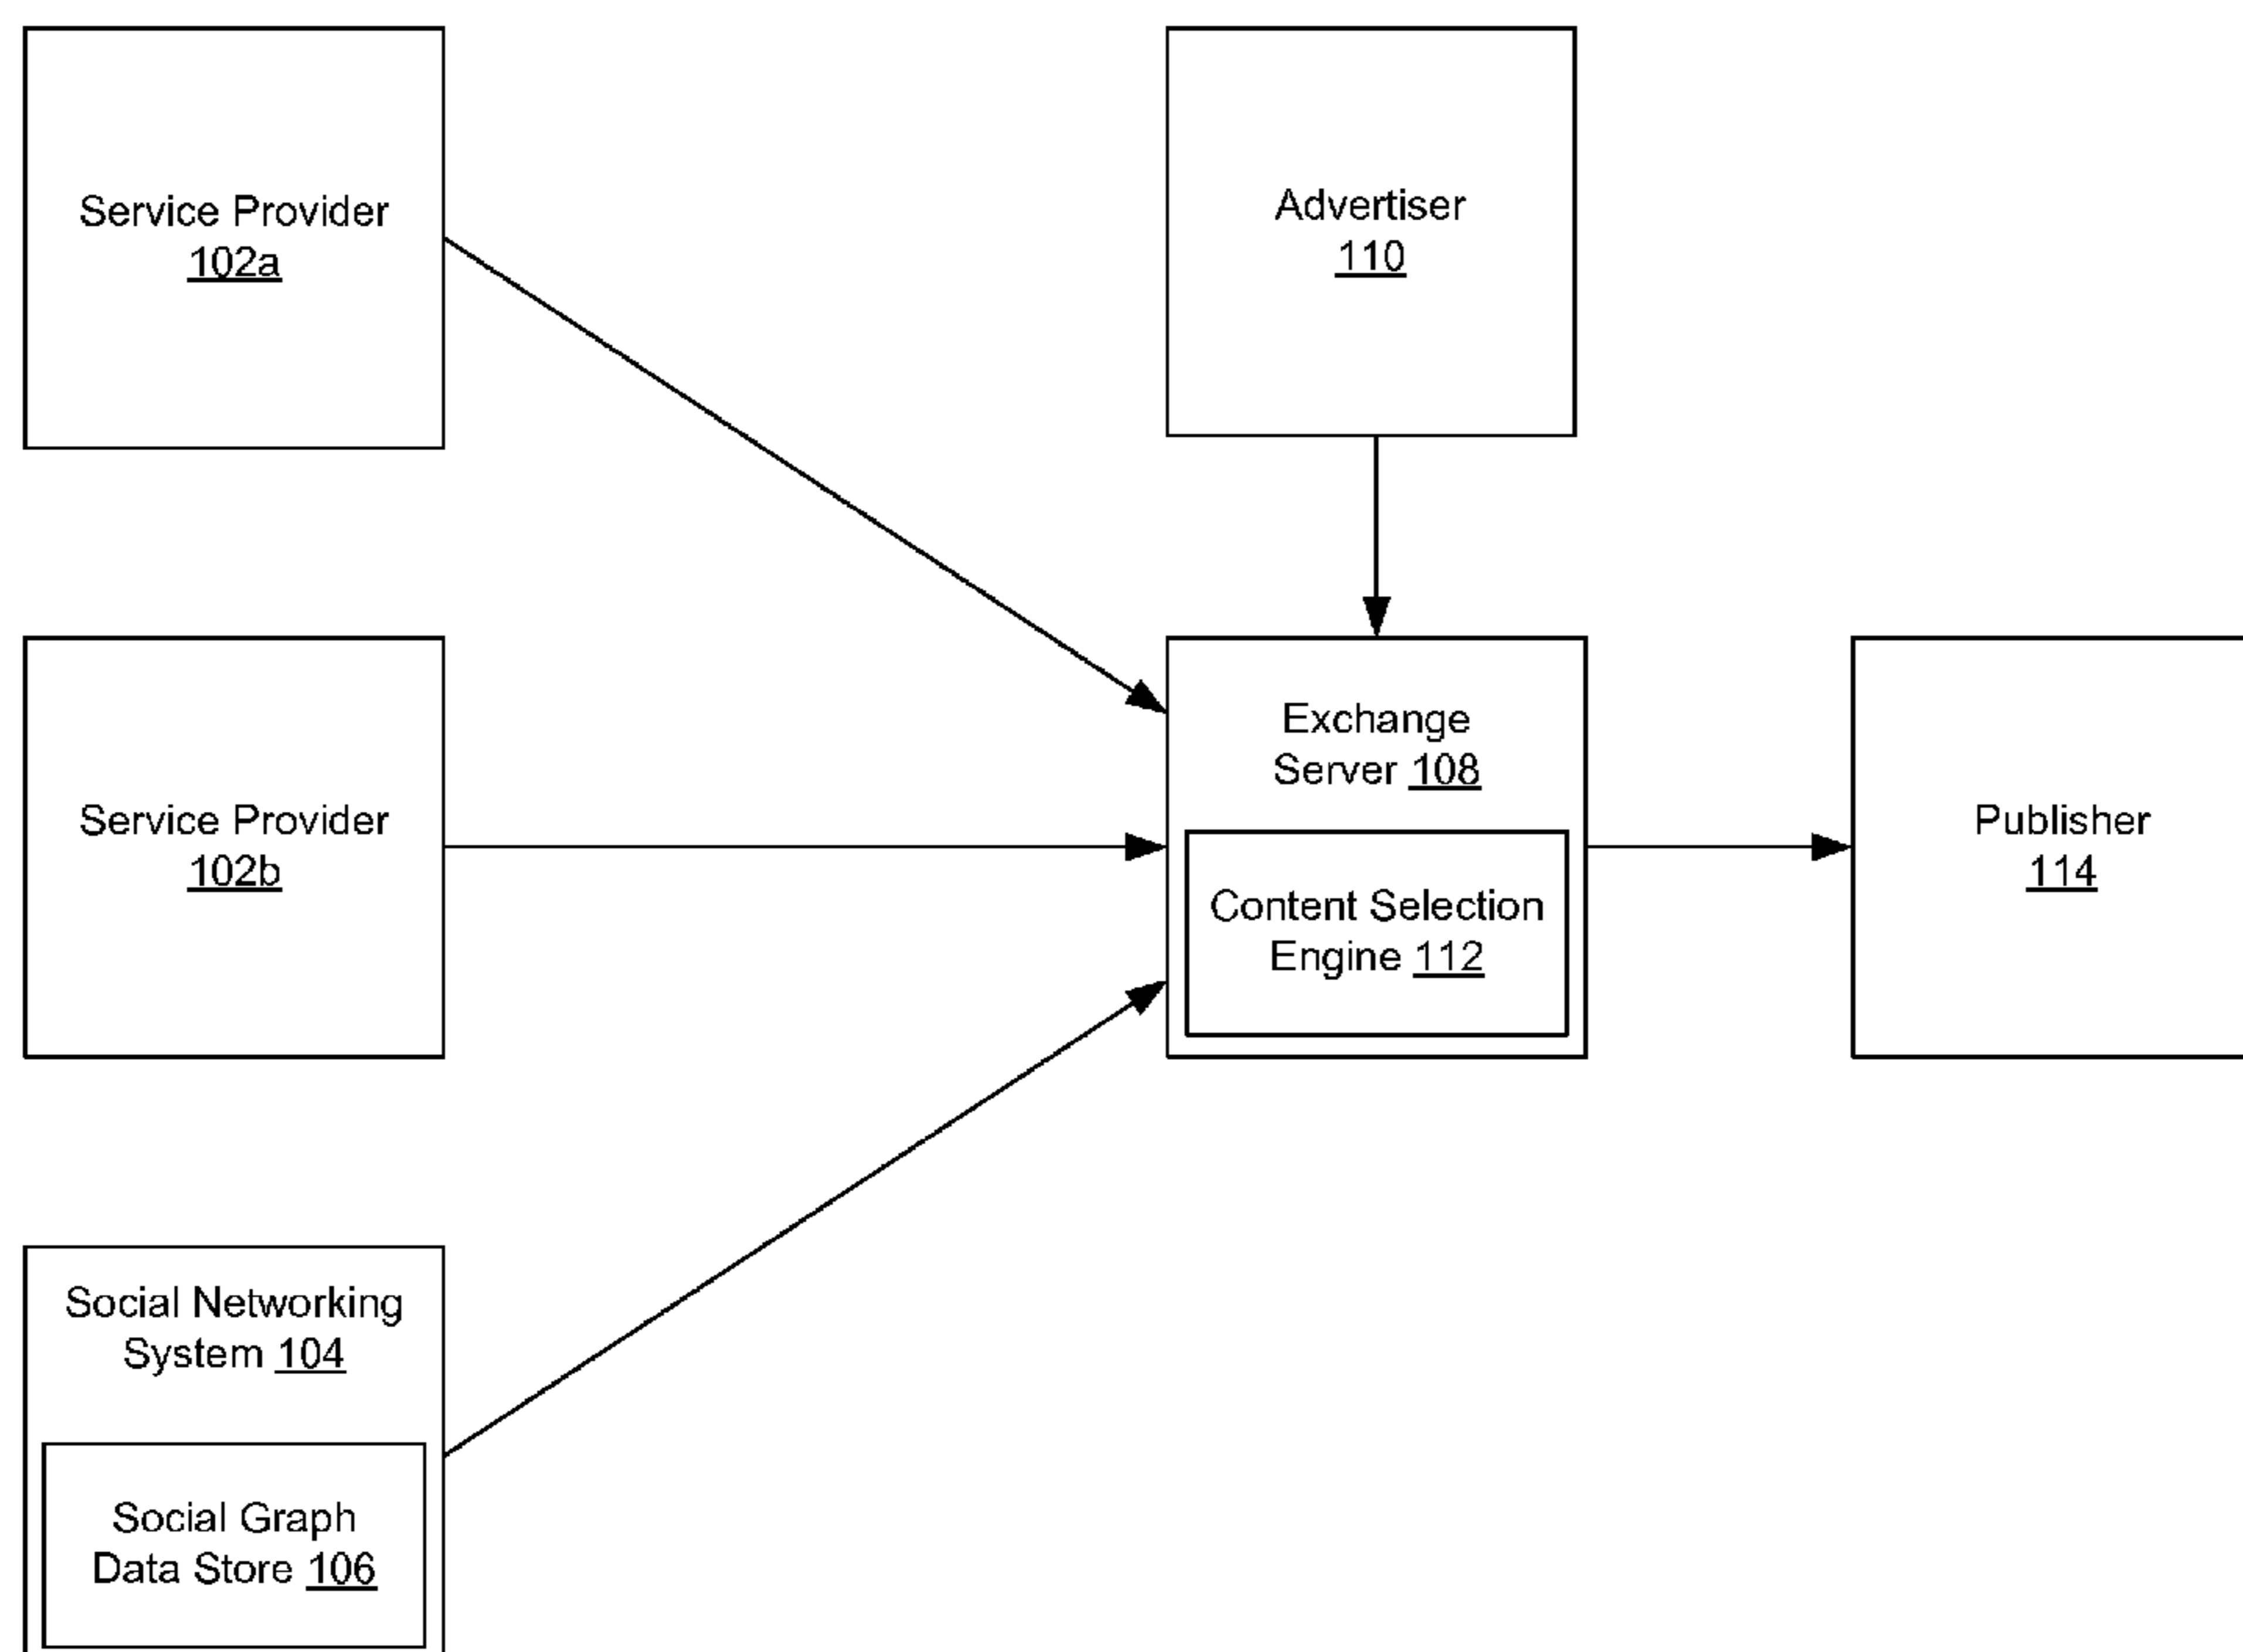 Service Provider
102a
Advertiser
110
Service Provider
102b
Exchange
Server 108
Content Selection
Engine 112
Publisher
114
Social Networking
System 104
Social Graph
Data Store 106